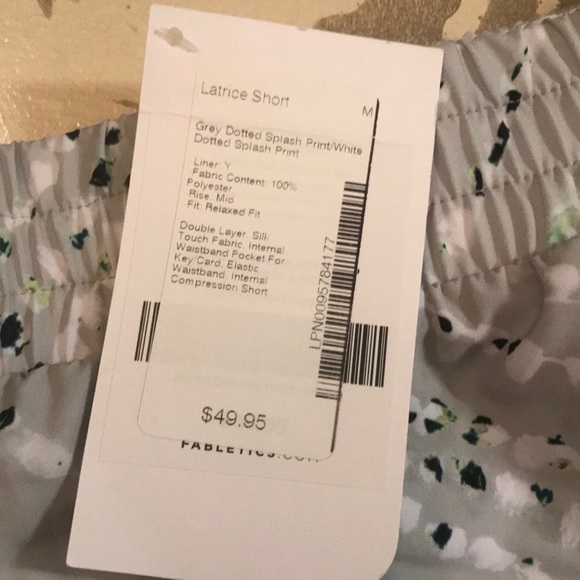 Latrice Short
M
Grey Dotted Splash Print/White
Dotted Splash Print
Liner: Y
Fabric Content: 100%
Polyester
Rise: Mid
Fit: Relaxed Fit
Double Layer, Silk
Touch Fabric, Internal
Waistband Pocket For
Key/Card, Elastic
Waistband, Internal
Compression Short
LPN0095784177
$49.95
FABLETICS.COM